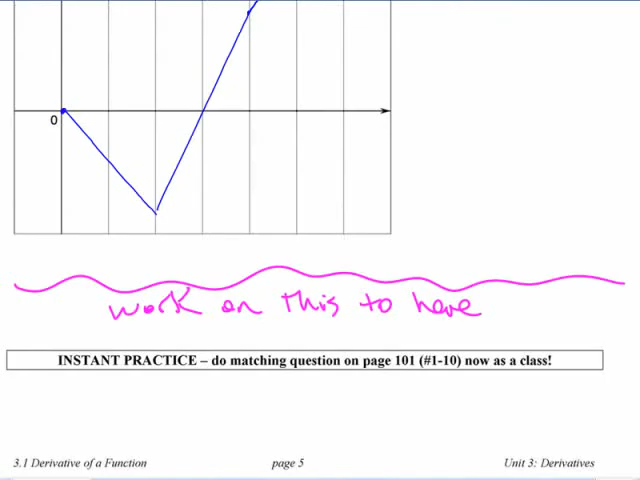 0
work on this to have
INSTANT PRACTICE – do matching question on page 101 (#1-10) now as a class!
3.1 Derivative of a Function page 5 Unit 3: Derivatives